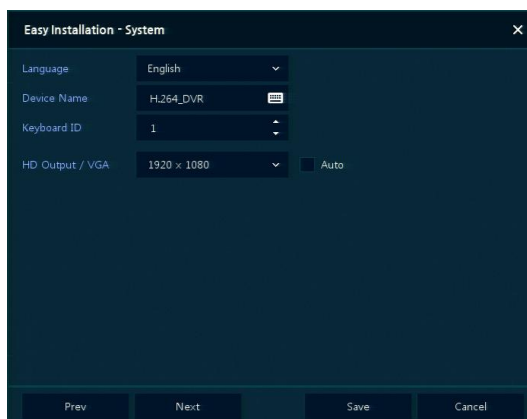 Easy Installation - System
Language English
Device Name H.264_DVR
Keyboard ID 1
HD Output / VGA 1920 × 1080 Auto
Prev Next Save Cancel